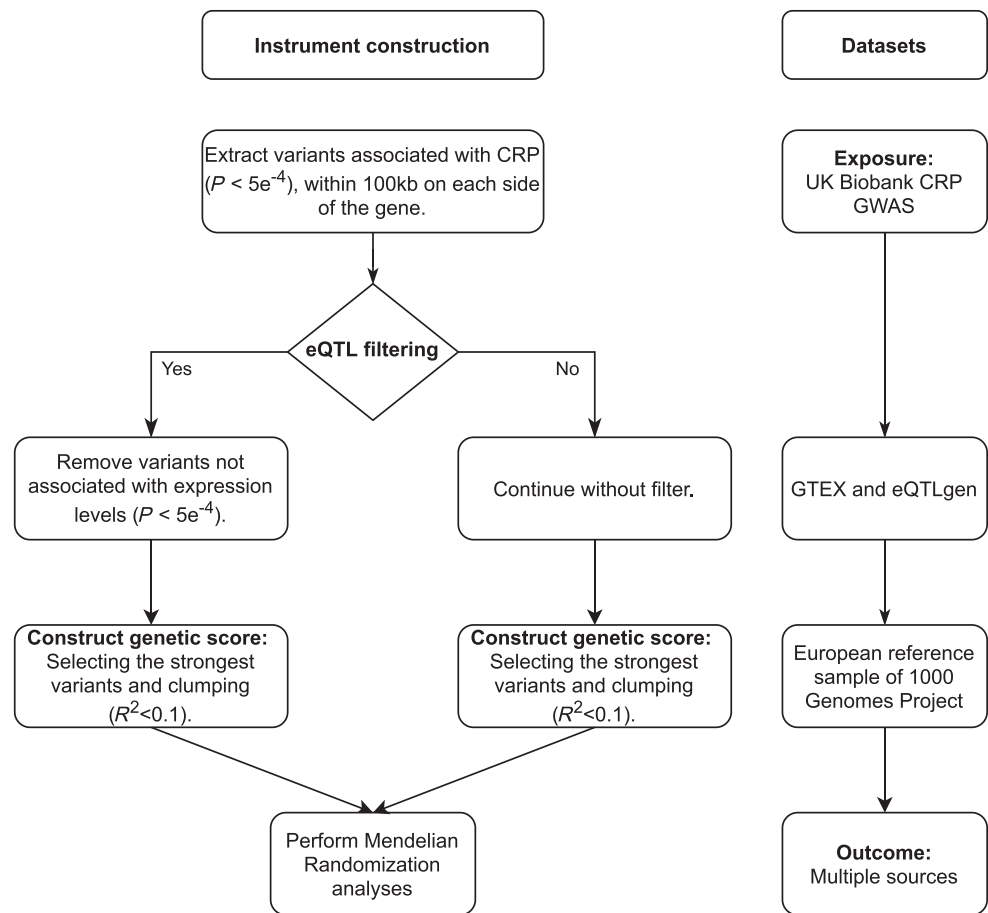 Instrument construction
Datasets
Extract variants associated with CRP
(P < 5e-4), within 100kb on each side
of the gene.
Exposure:
UK Biobank CRP
GWAS
eQTL filtering
Yes
No
Remove variants not
associated with expression
levels (P < 5e-4).
Continue without filter.
GTEX and eQTLgen
Construct genetic score:
Selecting the strongest
variants and clumping
(R2<0.1).
Construct genetic score:
Selecting the strongest
variants and clumping
(R2<0.1).
European reference
sample of 1000
Genomes Project
Perform Mendelian
Randomization
analyses
Outcome:
Multiple sources